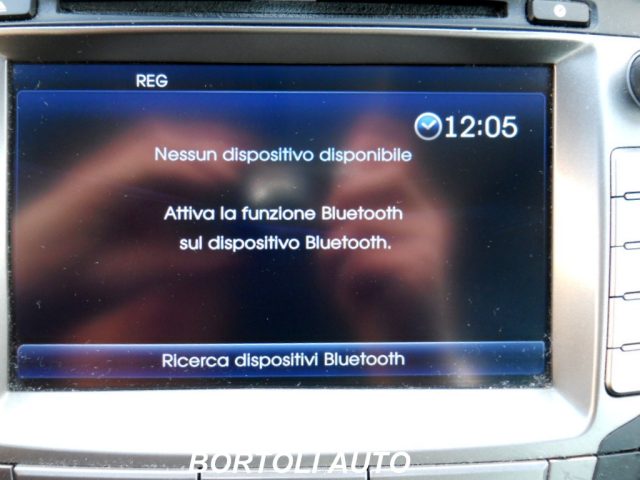 REG
12:05
Nessun dispositivo disponibile
Attiva la funzione Bluetooth
sul dispositivo Bluetooth.
Ricerca dispositivi Bluetooth
BORTOLI AUTO